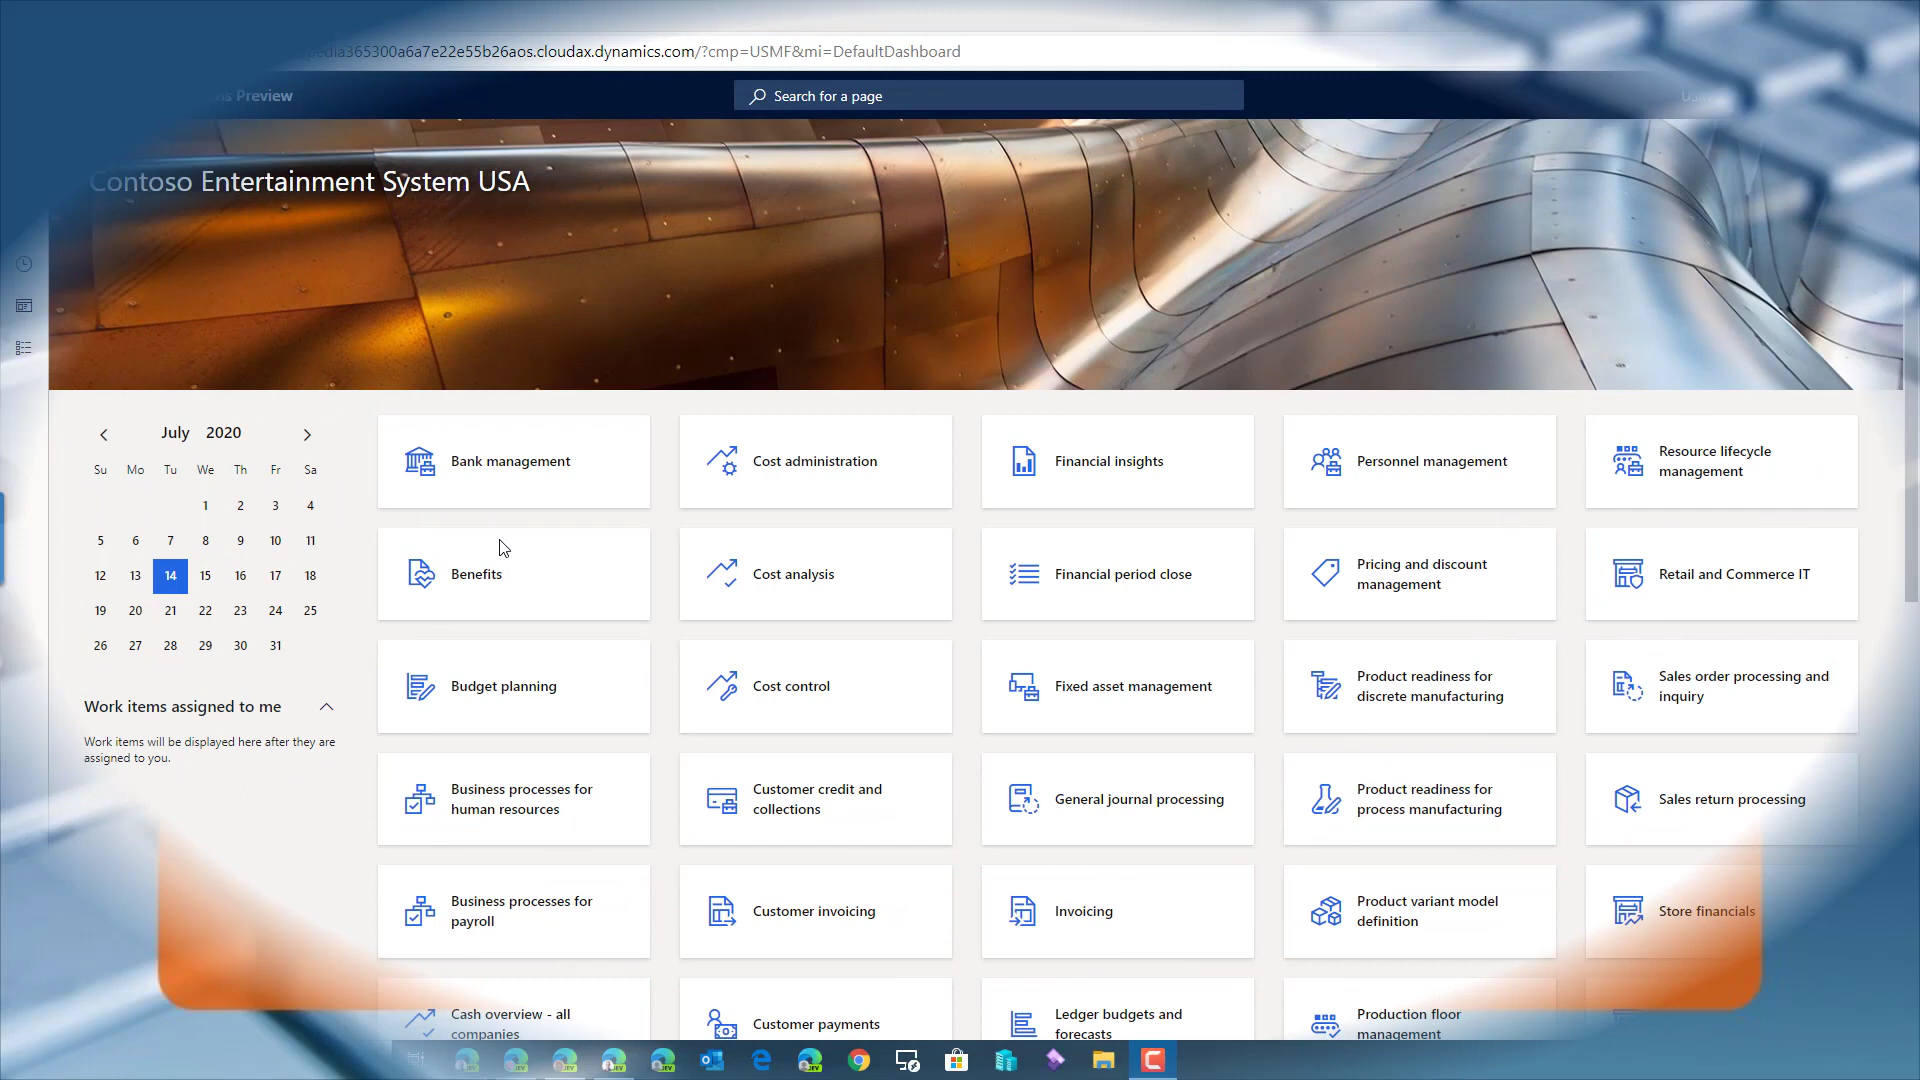 pedia365300a6a7e22e55b26aos.cloudax.dynamics.com/?cmp=USMF&mi=DefaultDashboard
Preview
Search for a page
Contoso Entertainment System USA
July 2020
Su Mo Tu We Th Fr Sa
1 2 3 4
5 6 7 8 9 10 11
12 13 14 15 16 17 18
19 20 21 22 23 24 25
26 27 28 29 30 31
Work items assigned to me
Work items will be displayed here after they are
assigned to you.
Bank management
Cost administration
Financial insights
Personnel management
Resource lifecycle
management
Benefits
Cost analysis
Financial period close
Pricing and discount
management
Retail and Commerce IT
Budget planning
Cost control
Fixed asset management
Product readiness for
discrete manufacturing
Sales order processing and
inquiry
Business processes for
human resources
Customer credit and
collections
General journal processing
Product readiness for
process manufacturing
Sales return processing
Business processes for
payroll
Customer invoicing
Invoicing
Product variant model
definition
Store financials
Cash overview - all
companies
Customer payments
Ledger budgets and
forecasts
Production floor
management